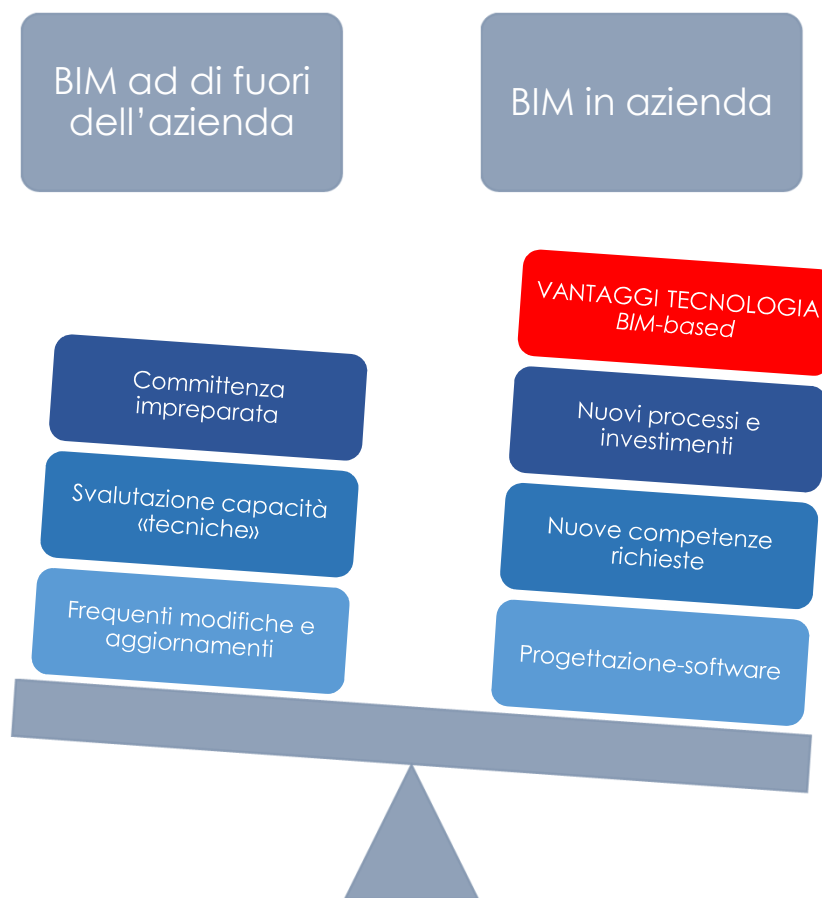 BIM ad di fuori
dell'azienda
BIM in azienda
Committenza
impreparata
Svalutazione capacità
«tecniche»
Frequenti modifiche e
aggiornamenti
VANTAGGI TECNOLOGIA
BIM-based
Nuovi processi e
investimenti
Nuove competenze
richieste
Progettazione-software